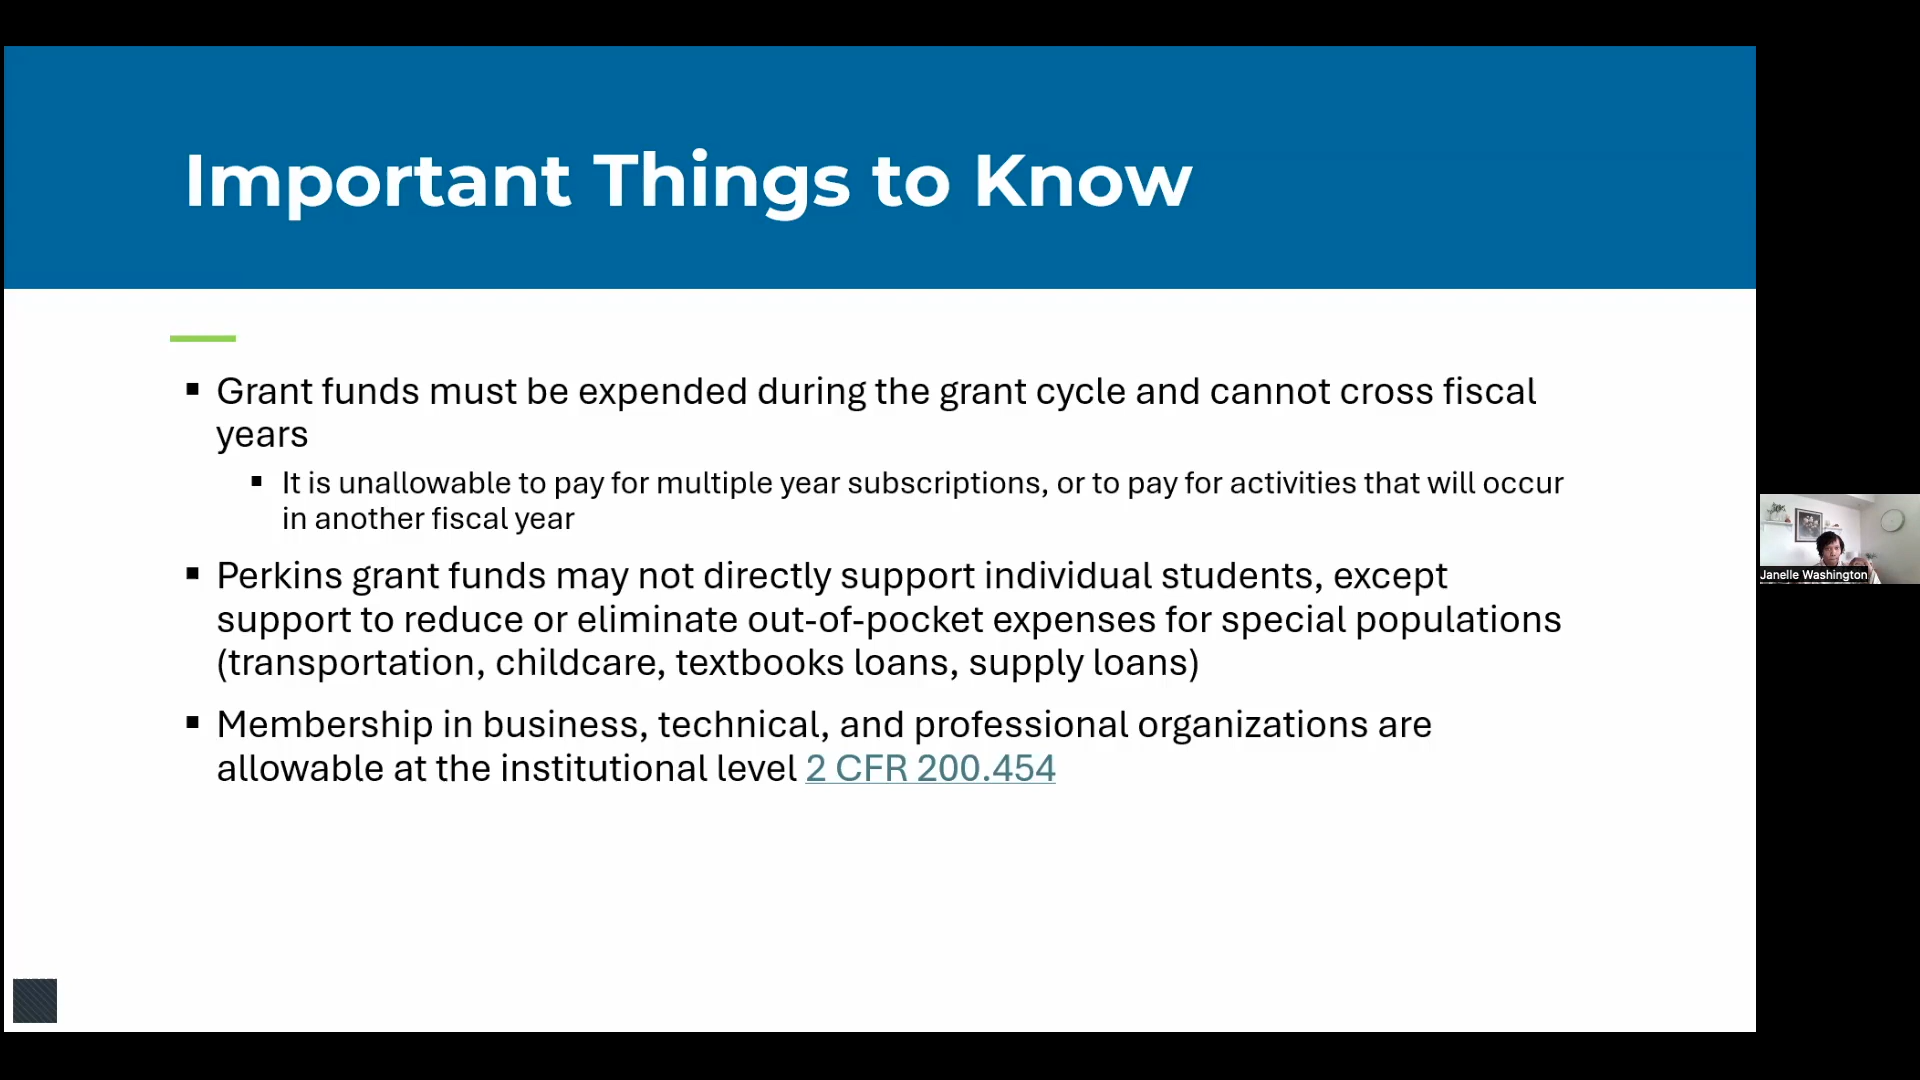 Important Things to Know
▪ Grant funds must be expended during the grant cycle and cannot cross fiscal
years
▪ It is unallowable to pay for multiple year subscriptions, or to pay for activities that will occur
in another fiscal year
▪ Perkins grant funds may not directly support individual students, except
support to reduce or eliminate out-of-pocket expenses for special populations
(transportation, childcare, textbooks loans, supply loans)
▪ Membership in business, technical, and professional organizations are
allowable at the institutional level 2 CFR 200.454
Janelle Washington